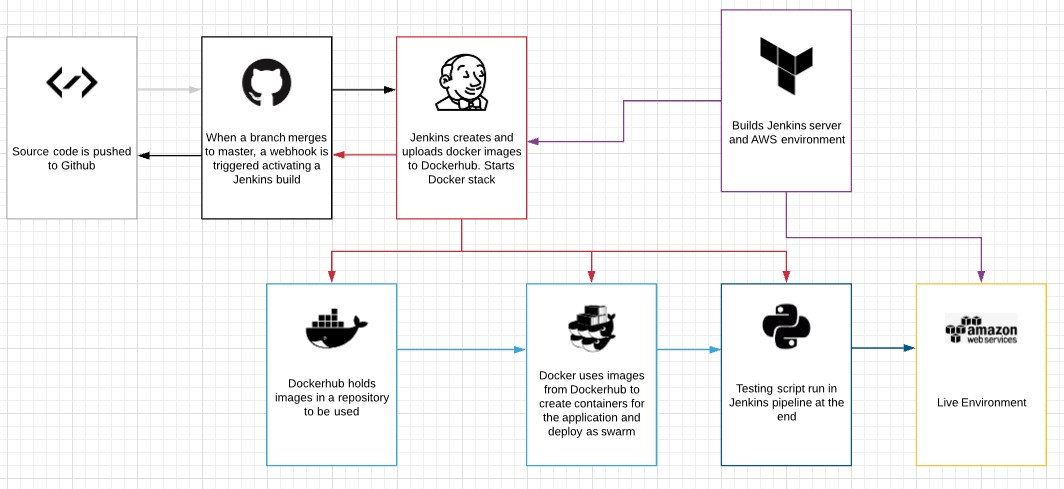 Source code is pushed
to Github
When a branch merges
to master, a webhook is
triggered activating a
Jenkins build
Jenkins creates and
uploads docker images
to Dockerhub. Starts
Docker stack
Builds Jenkins server
and AWS environment
Dockerhub holds
images in a repository
to be used
Docker uses images
from Dockerhub to
create containers for
the application and
deploy as swarm
Testing script run in
Jenkins pipeline at the
end
amazon
webservices
Live Environment